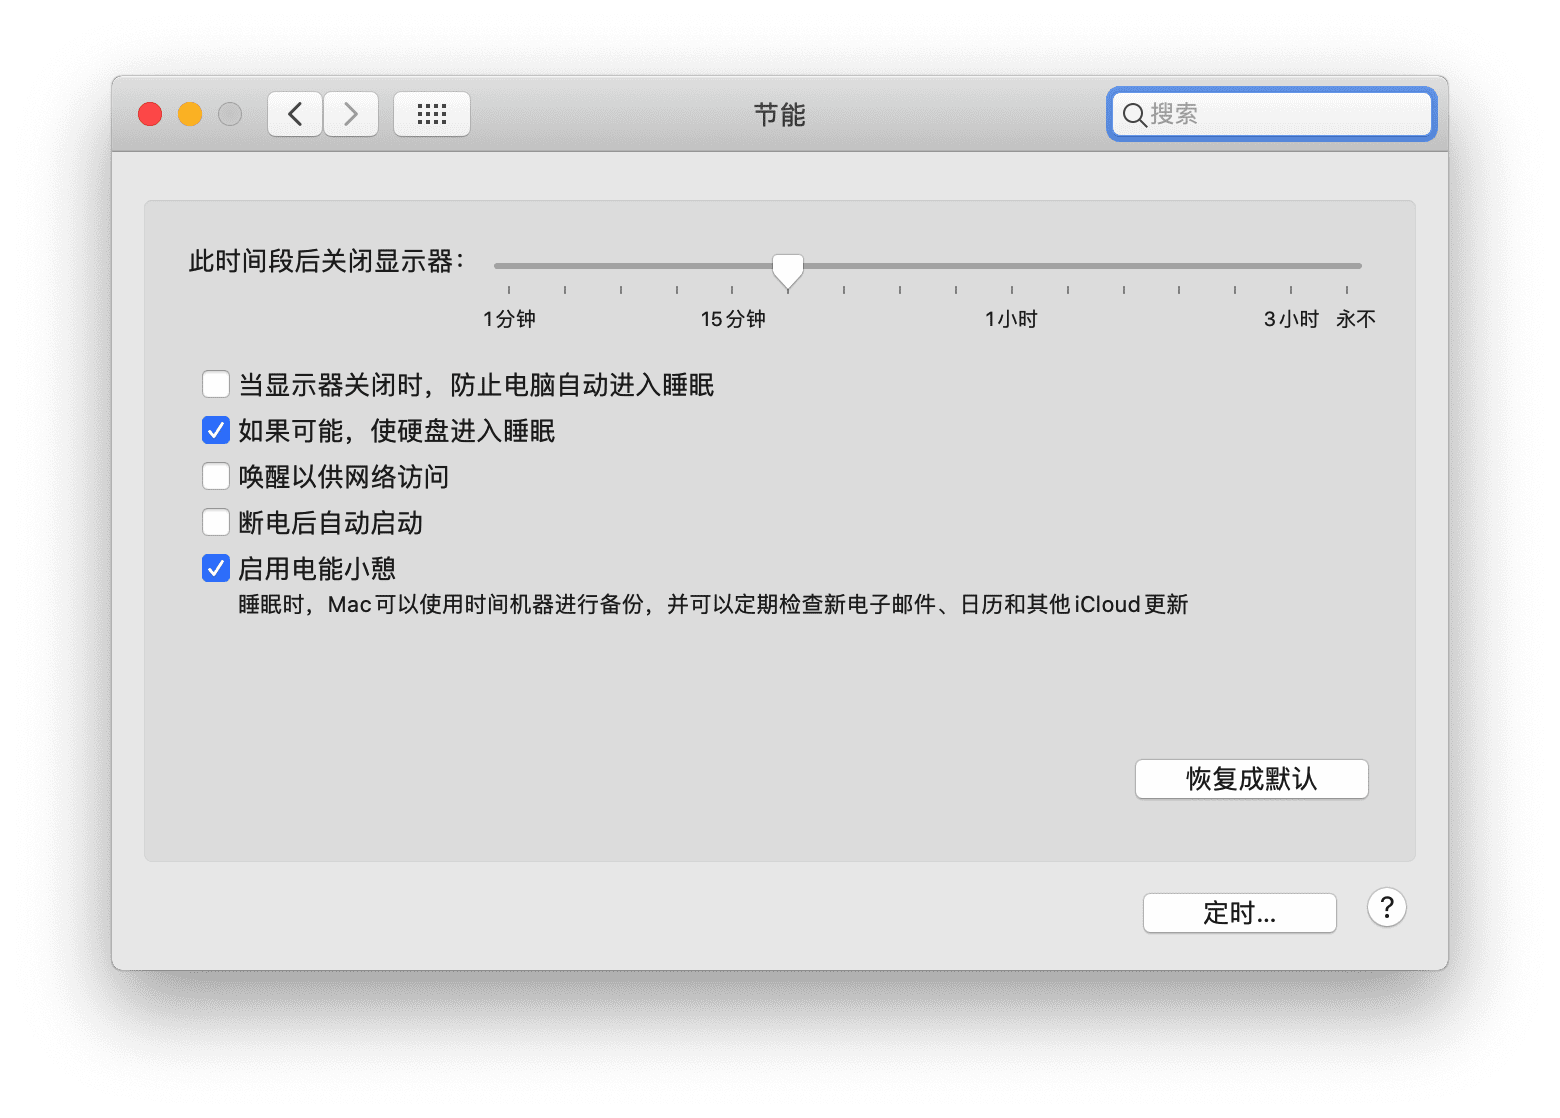 节能
搜索
此时间段后关闭显示器：
1分钟 15分钟 1小时 3小时 永不
当显示器关闭时，防止电脑自动进入睡眠
如果可能，使硬盘进入睡眠
唤醒以供网络访问
断电后自动启动
启用电能小憩
睡眠时，Mac可以使用时间机器进行备份，并可以定期检查新电子邮件、日历和其他iCloud更新
恢复成默认
定时... ?